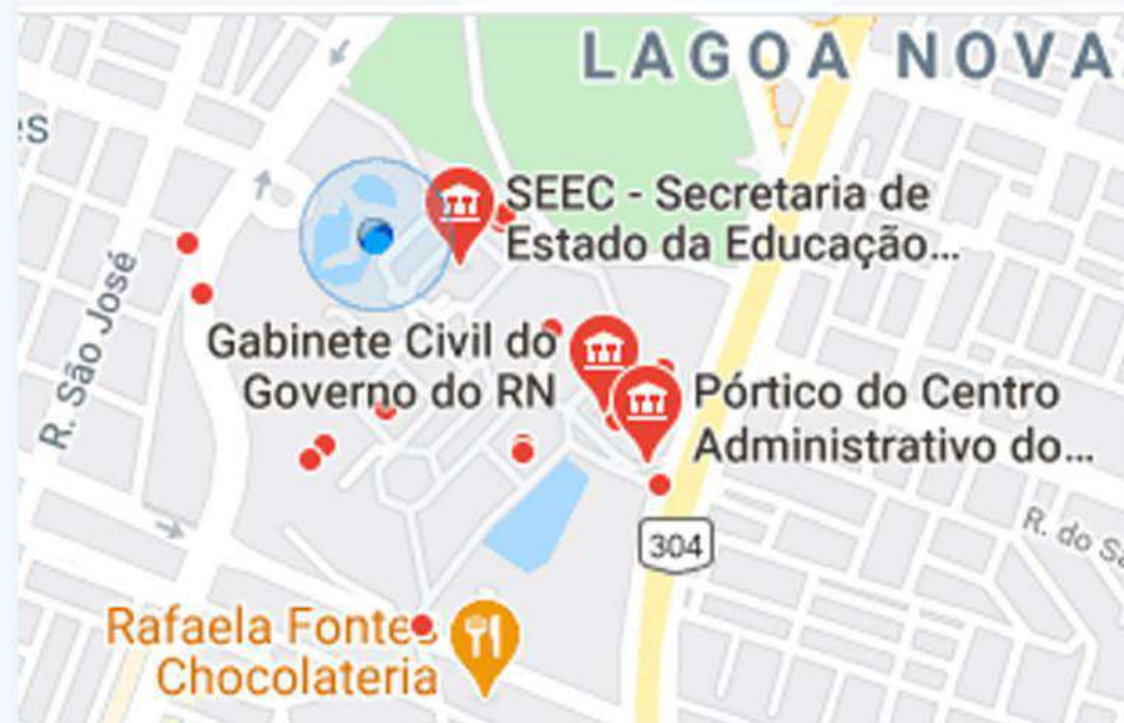 LAGOA NOVA
es
SEEC - Secretaria de
Estado da Educação...
R. São José
Gabinete Civil do
Governo do RN
Pórtico do Centro
Administrativo do...
304
R. do Sa
Rafaela Fontes
Chocolateria